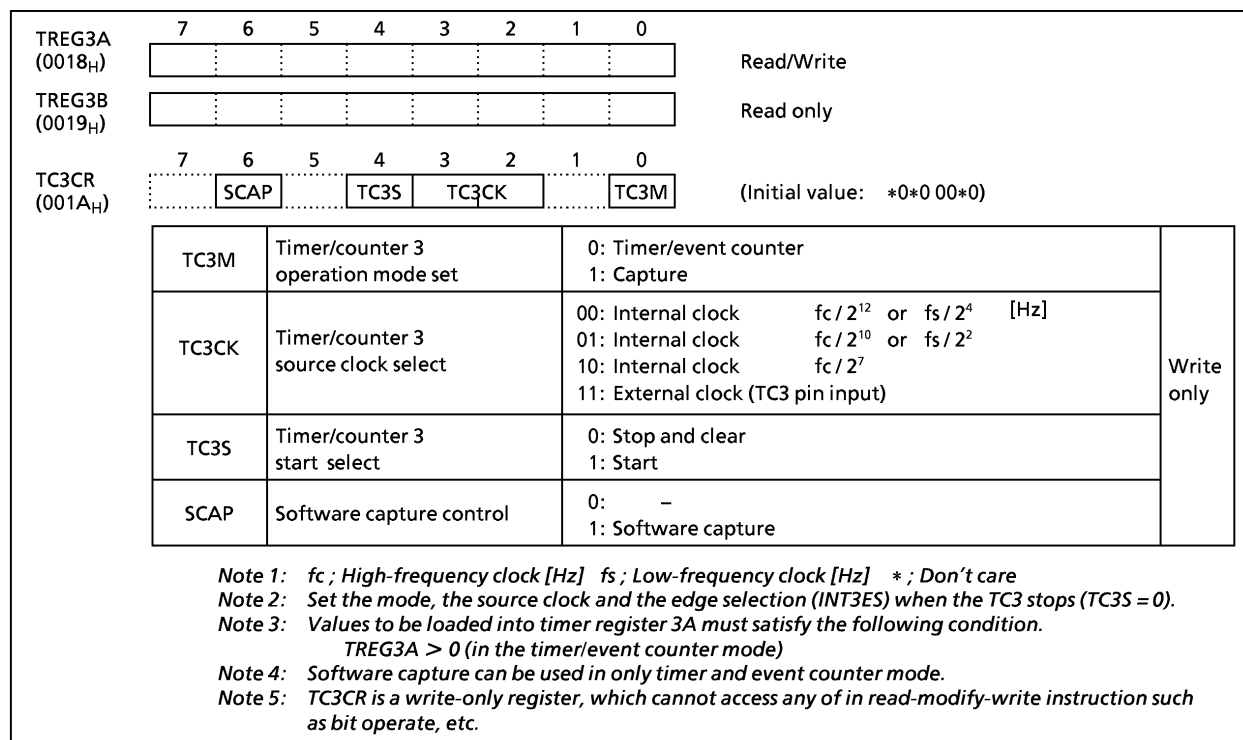 7 6 5 4 3 2 1 0
TREG3A
(0018H) Read/Write
TREG3B
(0019H) Read only
7 6 5 4 3 2 1 0
TC3CR
(001AH) SCAP TC3S TC3CK TC3M (Initial value: *0*0 00*0)
TC3M Timer/counter 3 operation mode set 0: Timer/event counter
1: Capture
TC3CK Timer/counter 3 source clock select 00: Internal clock fc / 2¹² or fs / 2⁴ [Hz]
01: Internal clock fc / 2¹⁰ or fs / 2²
10: Internal clock fc / 2⁷
11: External clock (TC3 pin input)
Write only
TC3S Timer/counter 3 start select 0: Stop and clear
1: Start
SCAP Software capture control 0: –
1: Software capture
Note 1: fc ; High-frequency clock [Hz] fs ; Low-frequency clock [Hz] * ; Don't care
Note 2: Set the mode, the source clock and the edge selection (INT3ES) when the TC3 stops (TC3S = 0).
Note 3: Values to be loaded into timer register 3A must satisfy the following condition.
TREG3A > 0 (in the timer/event counter mode)
Note 4: Software capture can be used in only timer and event counter mode.
Note 5: TC3CR is a write-only register, which cannot access any of in read-modify-write instruction such
as bit operate, etc.